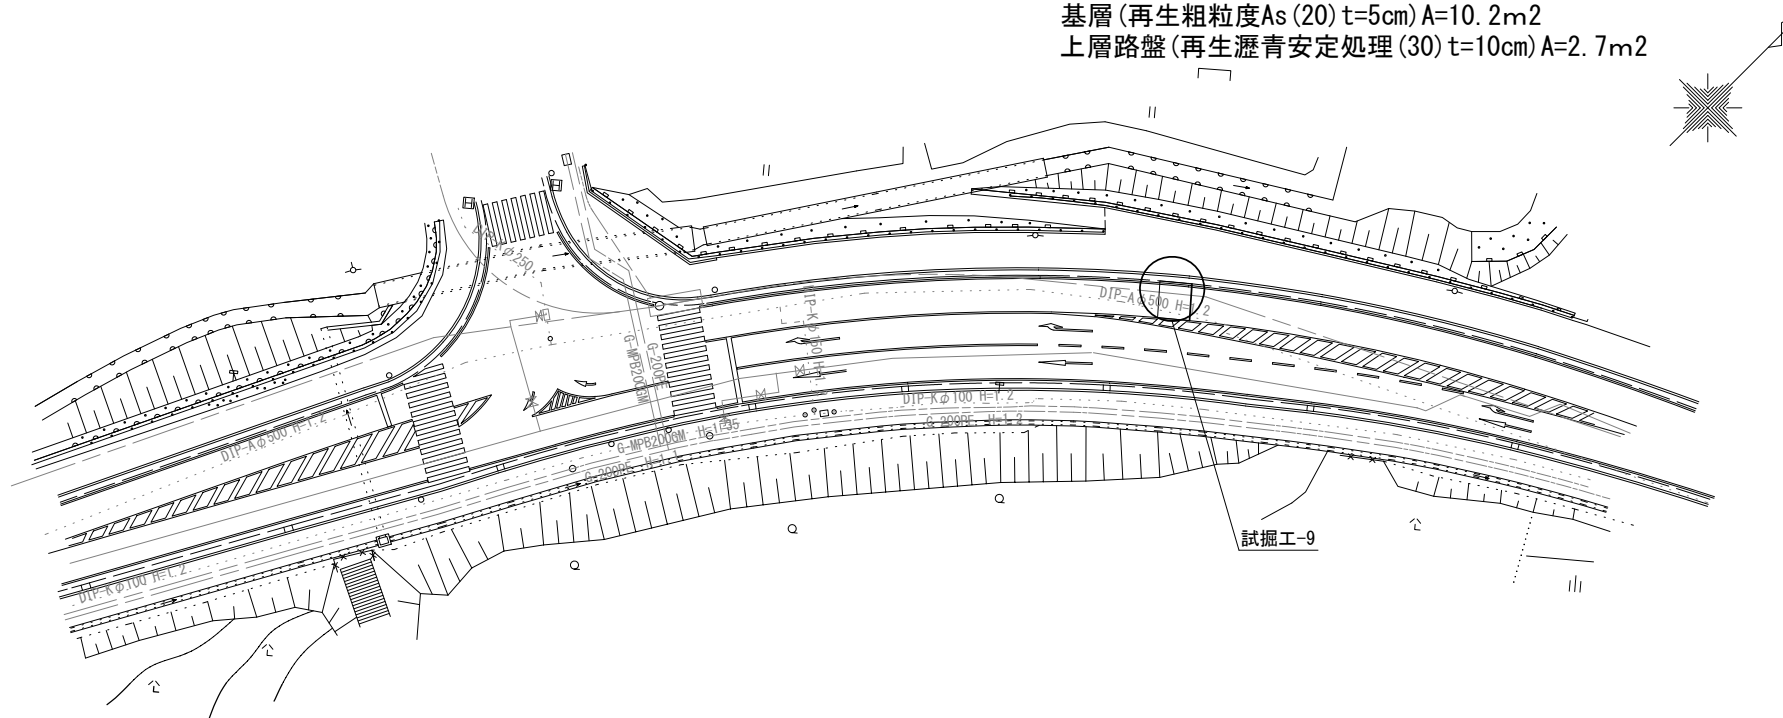 基層(再生粗粒度As(20)t=5cm)A=10.2m2
上層路盤(再生瀝青安定処理(30)t=10cm)A=2.7m2
DIP-Aφ500 H=1.2
DIP-Kφ100 H=1.2
DIP-Aφ500 H=1.2
G-MPB200GM
G-200PE
G-MPB200GM H=1.35
G-200PE H=1.2
G-200PE H=1.1
試掘工-9
DIP-Kφ100 H=1.2